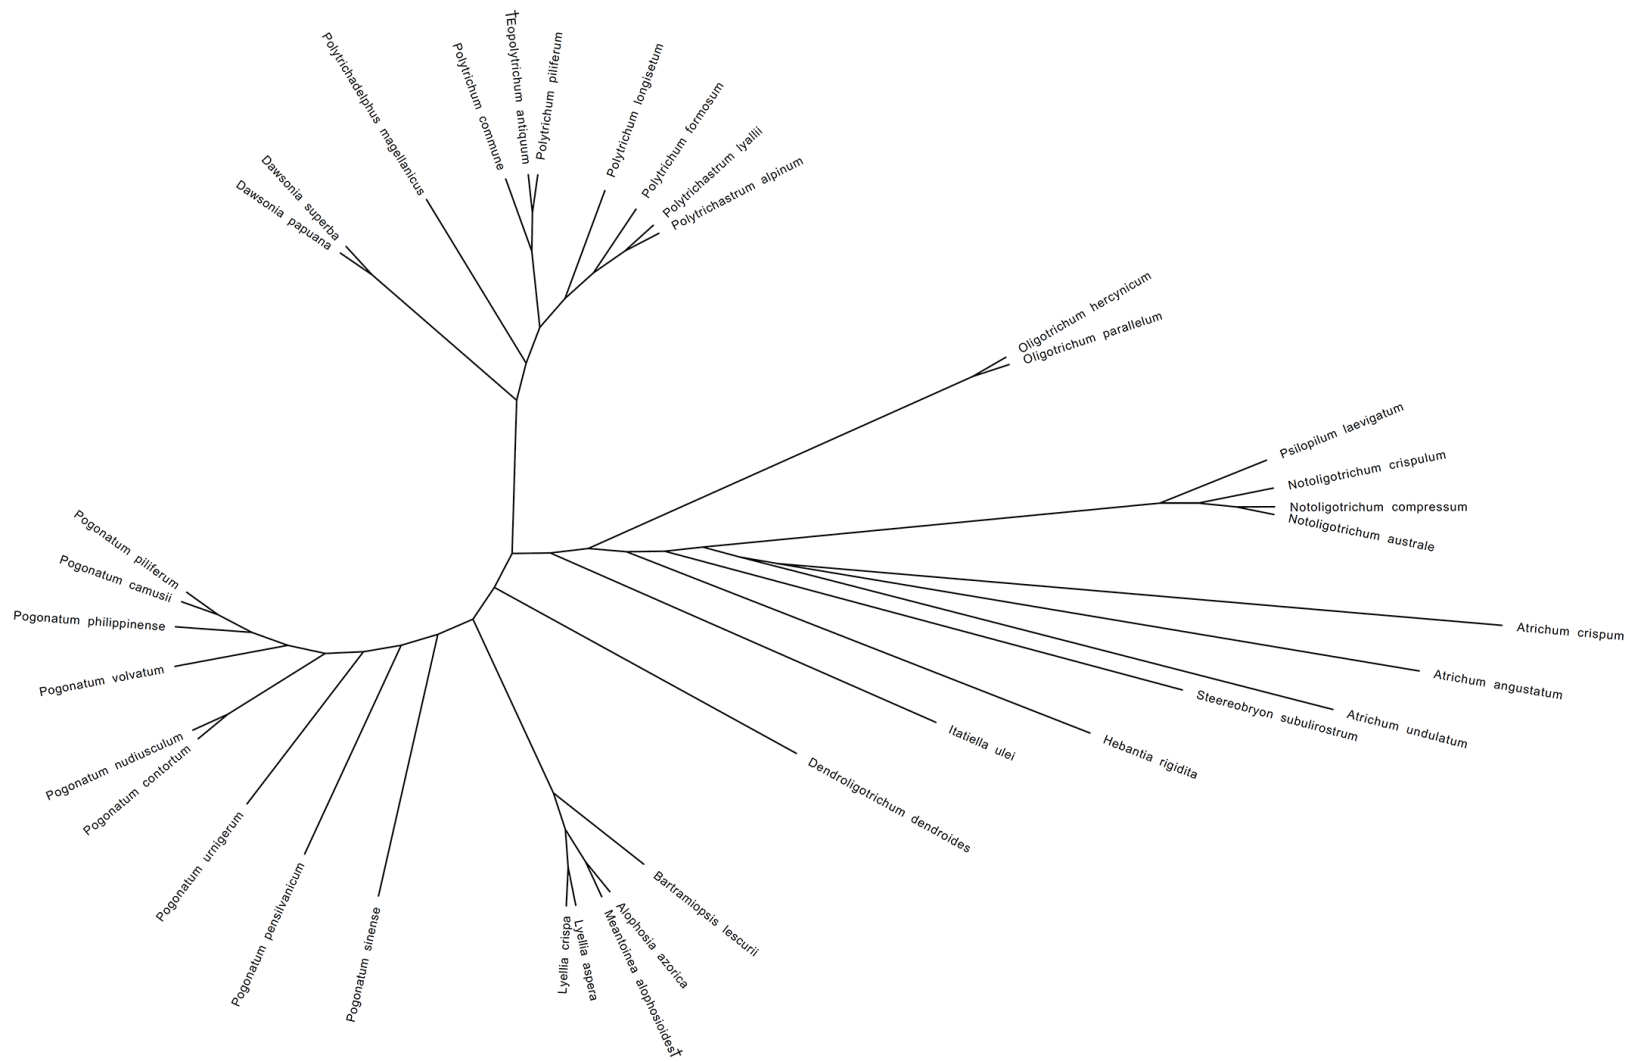 †Eopolytrichum antiquum
Polytrichum piliferum
Polytrichum commune
Polytrichadelphus magellanicus
Polytrichum longisetum
Polytrichum formosum
Polytrichastrum lyallii
Polytrichastrum alpinum
Dawsonia superba
Dawsonia papuana
Oligotrichum hercynicum
Oligotrichum parallelum
Psilopilum laevigatum
Notoligotrichum crispulum
Notoligotrichum compressum
Notoligotrichum australe
Atrichum crispum
Atrichum angustatum
Atrichum undulatum
Steereobryon subulirostrum
Hebantia rigidita
Itatiella ulei
Dendroligotrichum dendroides
Bartramiopsis lescurii
Alophosia azorica
Meantoinea alophosioides†
Lyellia aspera
Lyellia crispa
Pogonatum sinense
Pogonatum pensilvanicum
Pogonatum urnigerum
Pogonatum contortum
Pogonatum nudiusculum
Pogonatum volvatum
Pogonatum philippinense
Pogonatum camusii
Pogonatum piliferum